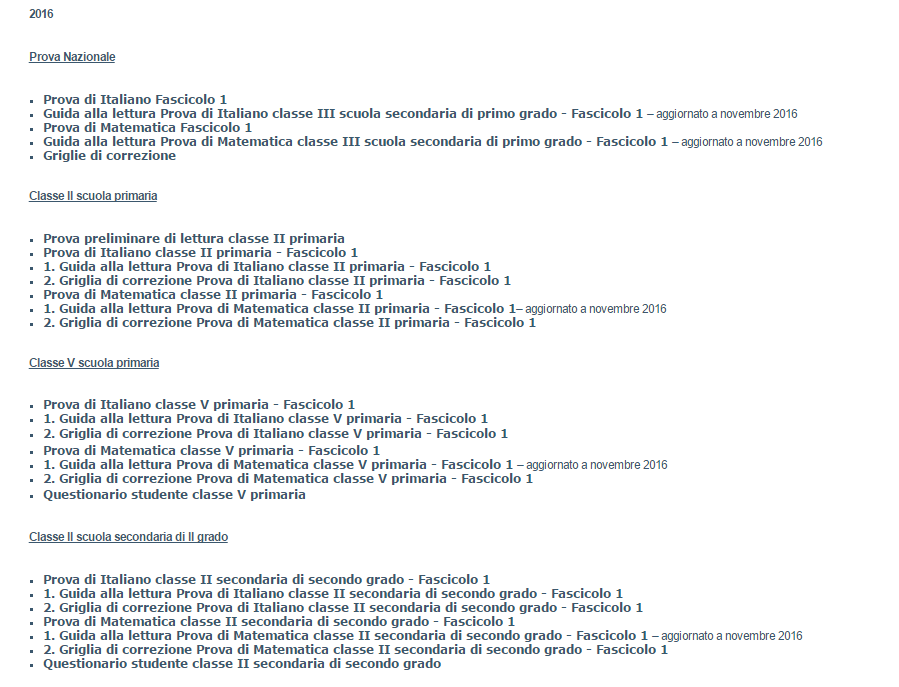 2016
Prova Nazionale
Prova di Italiano Fascicolo 1
Guida alla lettura Prova di Italiano classe III scuola secondaria di primo grado - Fascicolo 1 – aggiornato a novembre 2016
Prova di Matematica Fascicolo 1
Guida alla lettura Prova di Matematica classe III scuola secondaria di primo grado - Fascicolo 1 – aggiornato a novembre 2016
Griglie di correzione
Classe II scuola primaria
Prova preliminare di lettura classe II primaria
Prova di Italiano classe II primaria - Fascicolo 1
1. Guida alla lettura Prova di Italiano classe II primaria - Fascicolo 1
2. Griglia di correzione Prova di Italiano classe II primaria - Fascicolo 1
Prova di Matematica classe II primaria - Fascicolo 1
1. Guida alla lettura Prova di Matematica classe II primaria - Fascicolo 1– aggiornato a novembre 2016
2. Griglia di correzione Prova di Matematica classe II primaria - Fascicolo 1
Classe V scuola primaria
Prova di Italiano classe V primaria - Fascicolo 1
1. Guida alla lettura Prova di Italiano classe V primaria - Fascicolo 1
2. Griglia di correzione Prova di Italiano classe V primaria - Fascicolo 1
Prova di Matematica classe V primaria - Fascicolo 1
1. Guida alla lettura Prova di Matematica classe V primaria - Fascicolo 1 – aggiornato a novembre 2016
2. Griglia di correzione Prova di Matematica classe V primaria - Fascicolo 1
Questionario studente classe V primaria
Classe II scuola secondaria di II grado
Prova di Italiano classe II secondaria di secondo grado - Fascicolo 1
1. Guida alla lettura Prova di Italiano classe II secondaria di secondo grado - Fascicolo 1
2. Griglia di correzione Prova di Italiano classe II secondaria di secondo grado - Fascicolo 1
Prova di Matematica classe II secondaria di secondo grado - Fascicolo 1
1. Guida alla lettura Prova di Matematica classe II secondaria di secondo grado - Fascicolo 1 – aggiornato a novembre 2016
2. Griglia di correzione Prova di Matematica classe II secondaria di secondo grado - Fascicolo 1
Questionario studente classe II secondaria di secondo grado